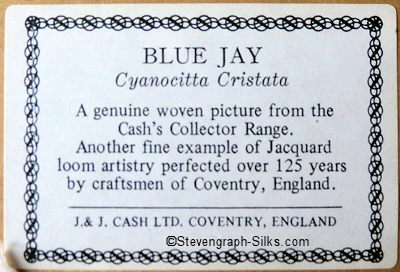 BLUE JAY
Cyanocitta Cristata
A genuine woven picture from the
Cash's Collector Range.
Another fine example of Jacquard
loom artistry perfected over 125 years
by craftsmen of Coventry, England.
J.& J. CASH LTD. COVENTRY, ENGLAND
©Stevengraph-Silks.com